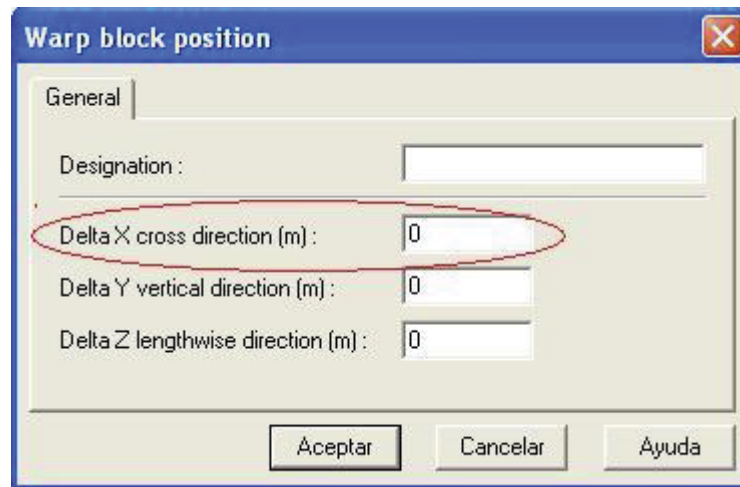 Warp block position
General
Designation :
Delta X cross direction (m) : 0
Delta Y vertical direction (m) : 0
Delta Z lengthwise direction (m) : 0
Aceptar Cancelar Ayuda